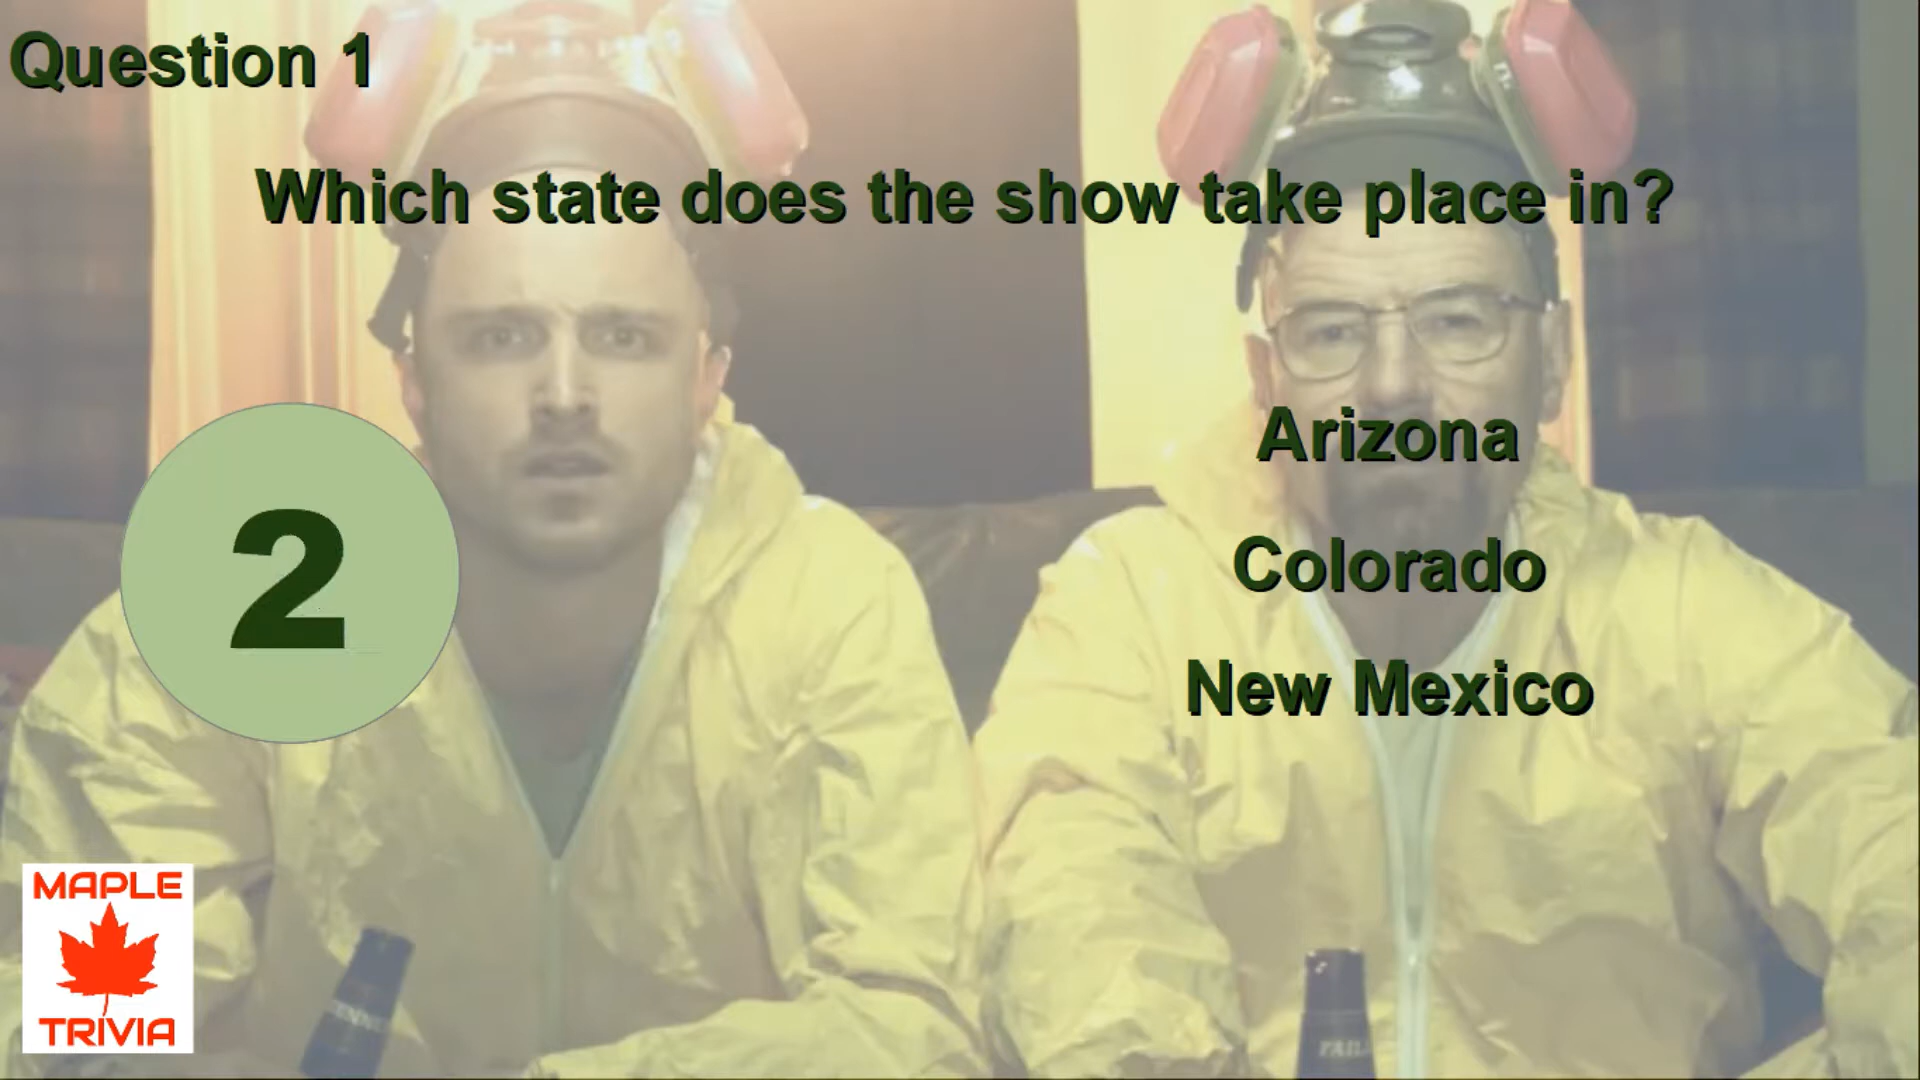 Question 1
Which state does the show take place in?
Arizona
Colorado
New Mexico
2
MAPLE
TRIVIA